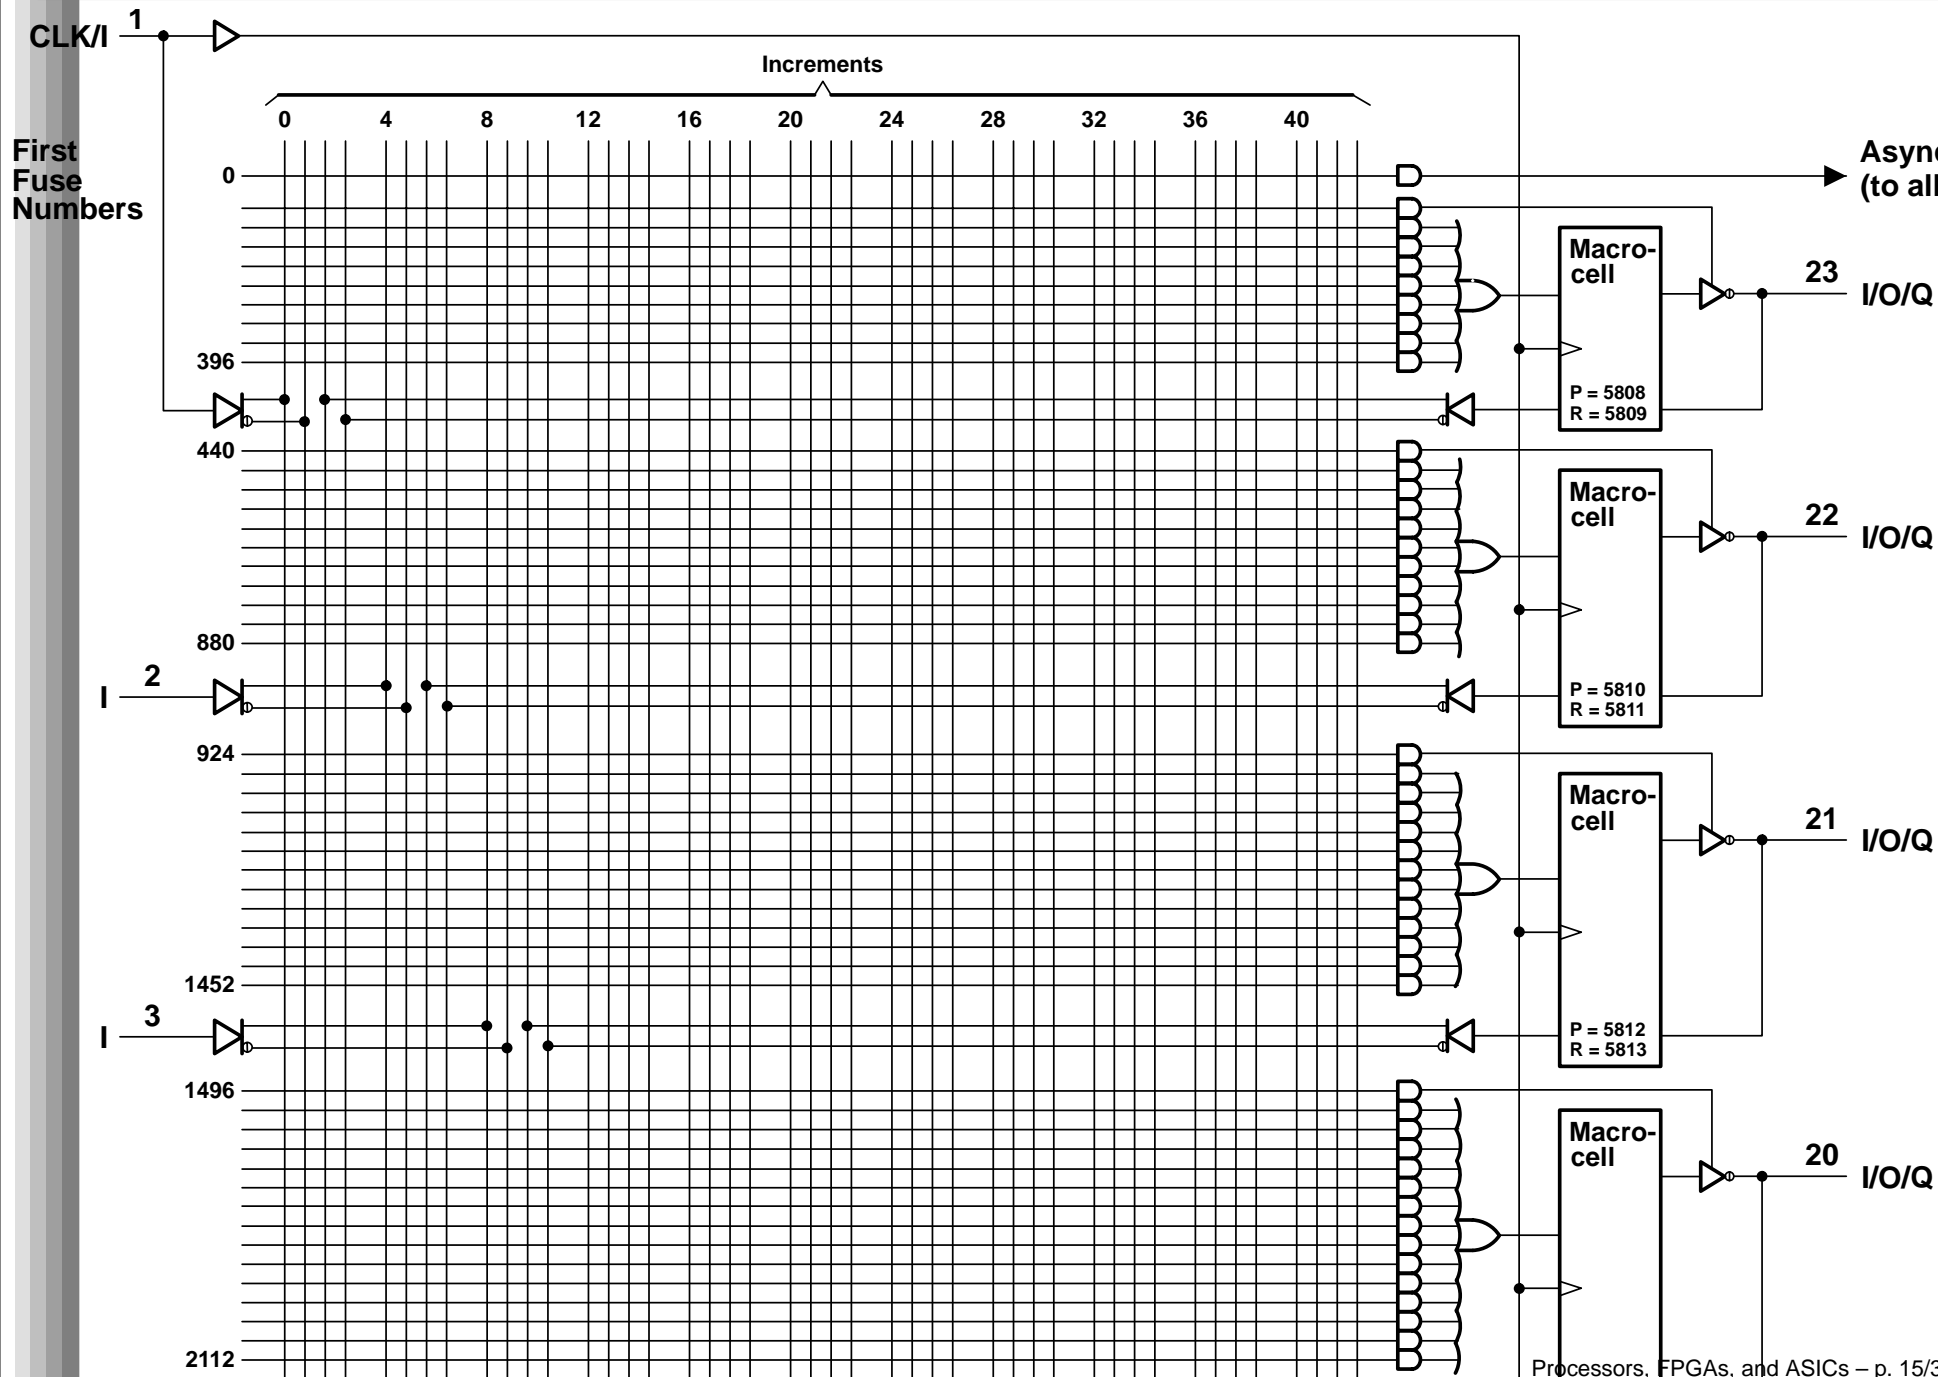 CLK/I
1
Increments
0 4 8 12 16 20 24 28 32 36 40
First
Fuse
Numbers
0
(to all
Macro-
cell
23
I/O/Q
396
P = 5808
R = 5809
440
Macro-
cell
22
I/O/Q
880
I
2
P = 5810
R = 5811
924
Macro-
cell
21
I/O/Q
1452
I
3
P = 5812
R = 5813
1496
Macro-
cell
20
I/O/Q
2112
Processors, FPGAs, and ASICs – p. 15/3